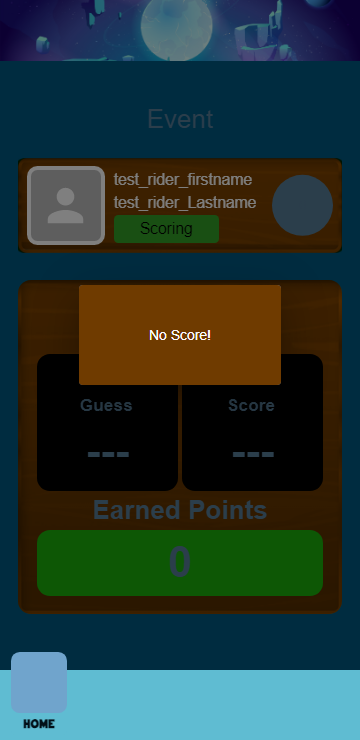 Event
test_rider_firstname
test_rider_Lastname
Scoring
No Score!
Guess
Score
---
---
Earned Points
0
HOME